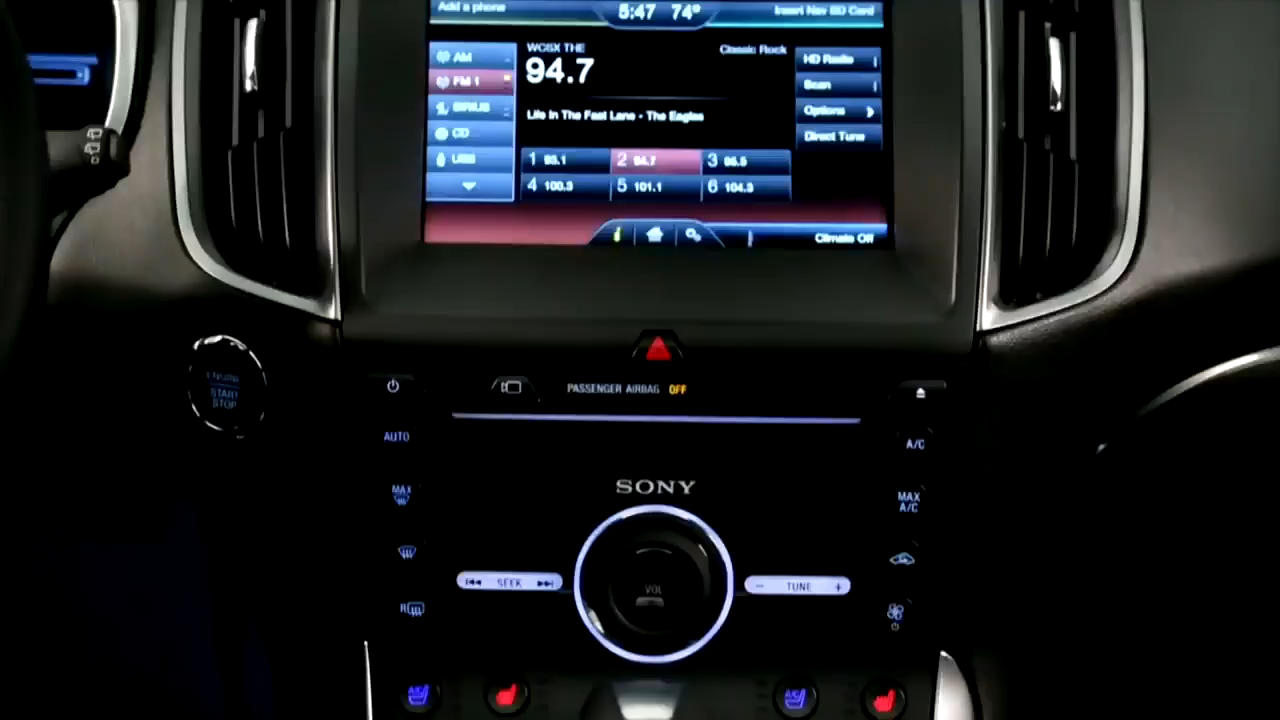 Add a phone
5:47 74°
Insert Nav SD Card
AM
FM 1
SIRIUS
CD
USB
WCSX THE
Classic Rock
94.7
Life In The Fast Lane - The Eagles
1 93.1 2 94.7 3 95.5
4 100.3 5 101.1 6 104.3
HD Radio
Scan
Options
Direct Tune
Climate Off
ENGINE
START
STOP
PASSENGER AIRBAG OFF
AUTO
A/C
MAX
MAX
A/C
SONY
SEEK
VOL
TUNE
R